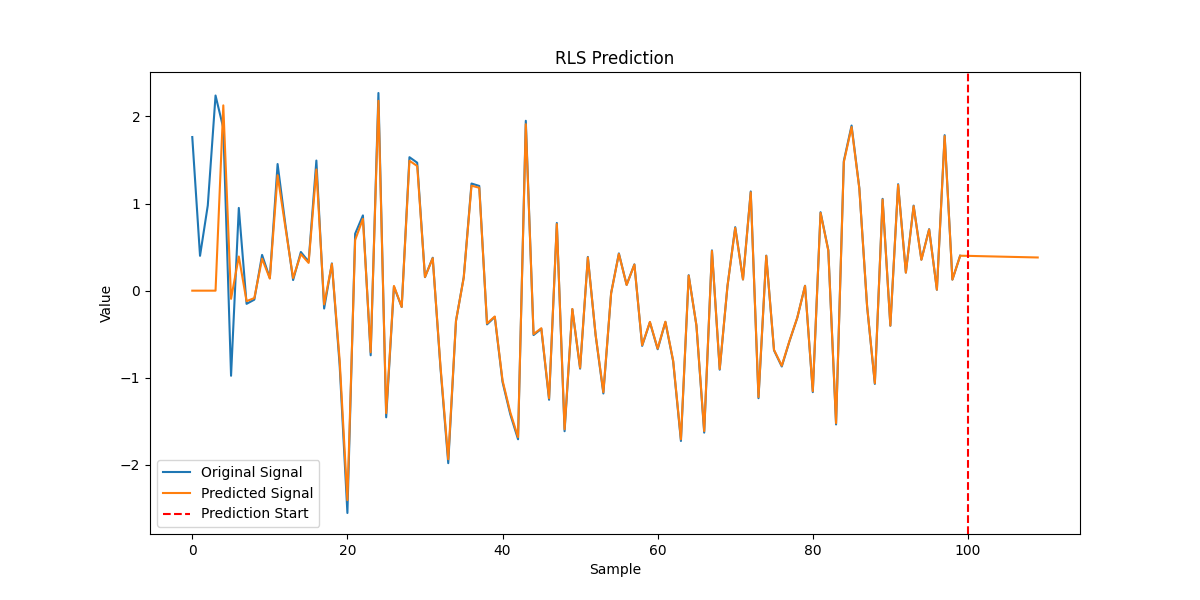 RLS Prediction
Value
2
1
0
−1
−2
Original Signal
Predicted Signal
Prediction Start
0 20 40 60 80 100
Sample